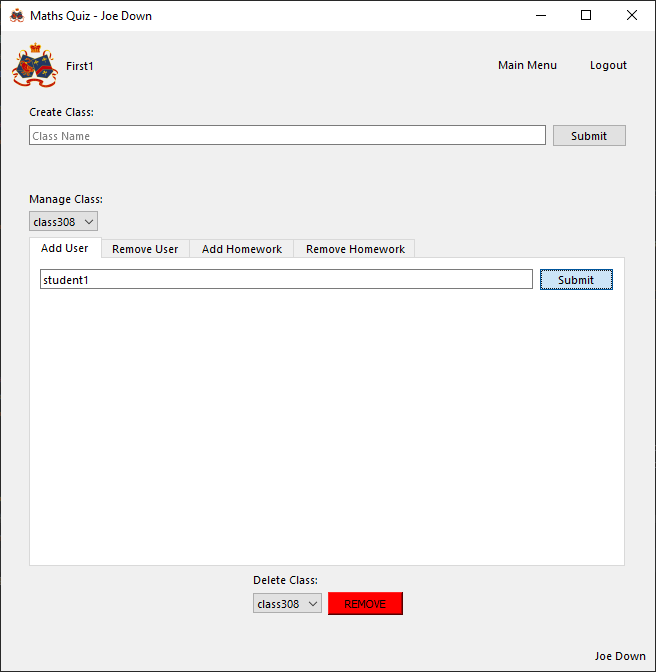 Maths Quiz - Joe Down
First1
Main Menu
Logout
Create Class:
Class Name
Submit
Manage Class:
class308
Add User
Remove User
Add Homework
Remove Homework
student1
Submit
Delete Class:
class308
REMOVE
Joe Down